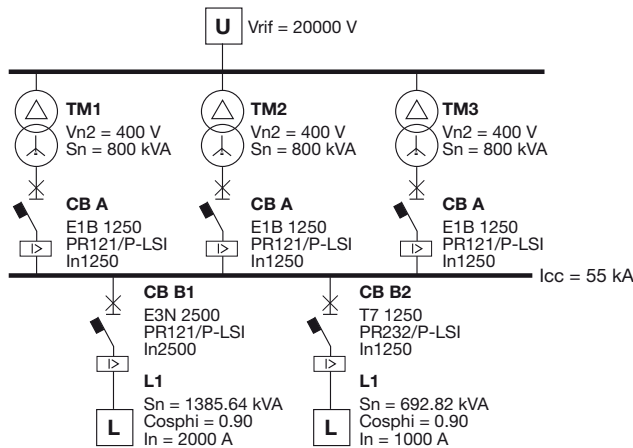 U
Vrif = 20000 V
TM1
Vn2 = 400 V
Sn = 800 kVA
TM2
Vn2 = 400 V
Sn = 800 kVA
TM3
Vn2 = 400 V
Sn = 800 kVA
CB A
E1B 1250
PR121/P-LSI
In1250
I>
CB A
E1B 1250
PR121/P-LSI
In1250
I>
CB A
E1B 1250
PR121/P-LSI
In1250
I>
Icc = 55 kA
CB B1
E3N 2500
PR121/P-LSI
In2500
I>
L1
Sn = 1385.64 kVA
Cosphi = 0.90
In = 2000 A
L
CB B2
T7 1250
PR232/P-LSI
In1250
I>
L1
Sn = 692.82 kVA
Cosphi = 0.90
In = 1000 A
L